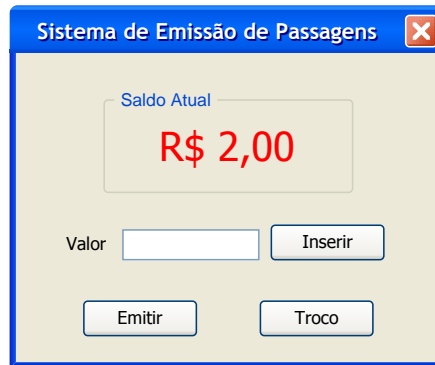 Sistema de Emissão de Passagens
Saldo Atual
R$ 2,00
Valor
Inserir
Emitir
Troco